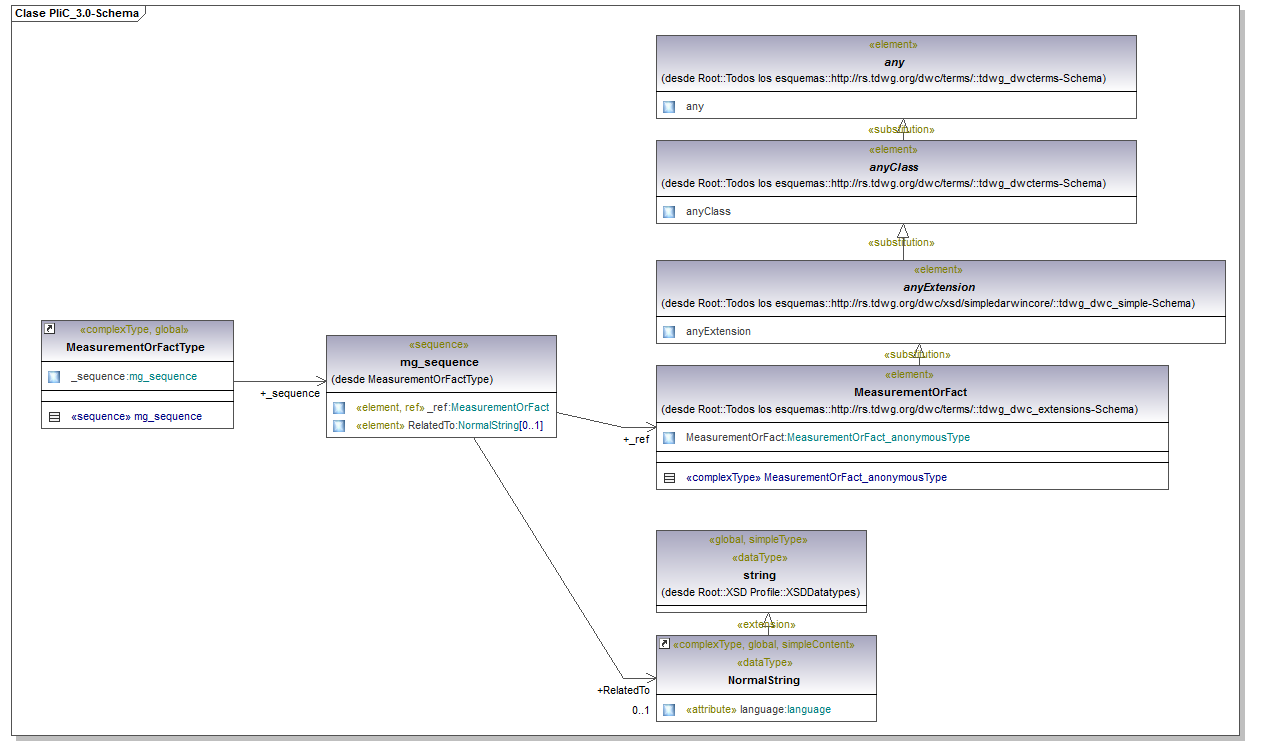 Clase PliC_3.0-Schema
«element»
any
(desde Root::Todos los esquemas::http://rs.tdwg.org/dwc/terms/::tdwg_dwcterms-Schema)
any
«substitution»
«element»
anyClass
(desde Root::Todos los esquemas::http://rs.tdwg.org/dwc/terms/::tdwg_dwcterms-Schema)
anyClass
«substitution»
«element»
anyExtension
(desde Root::Todos los esquemas::http://rs.tdwg.org/dwc/xsd/simpledarwincore/::tdwg_dwc_simple-Schema)
anyExtension
«substitution»
«complexType, global»
MeasurementOrFactType
_sequence:mg_sequence
«sequence» mg_sequence
+_sequence
«sequence»
mg_sequence
(desde MeasurementOrFactType)
«element, ref» _ref:MeasurementOrFact
«element» RelatedTo:NormalString[0..1]
+_ref
«element»
MeasurementOrFact
(desde Root::Todos los esquemas::http://rs.tdwg.org/dwc/terms/::tdwg_dwc_extensions-Schema)
MeasurementOrFact:MeasurementOrFact_anonymousType
«complexType» MeasurementOrFact_anonymousType
«global, simpleType»
«dataType»
string
(desde Root::XSD Profile::XSDDatatypes)
«extension»
«complexType, global, simpleContent»
«dataType»
NormalString
«attribute» language:language
+RelatedTo
0..1